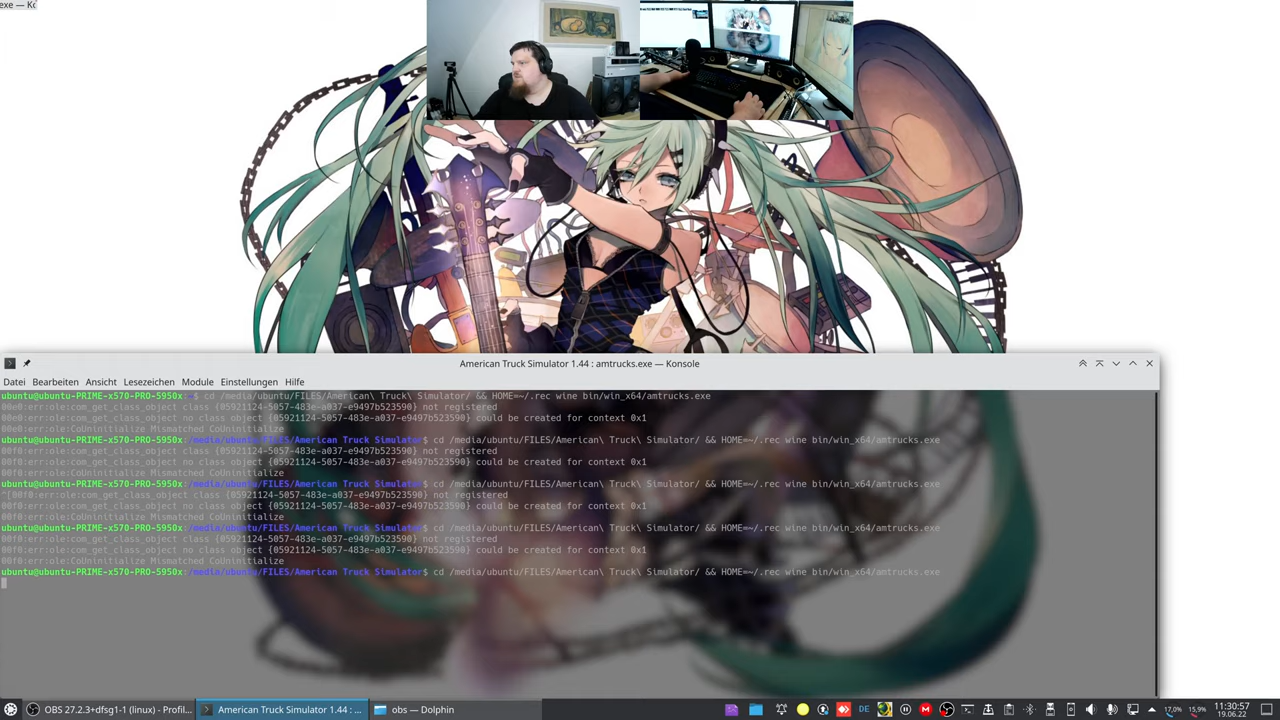 American Truck Simulator 1.44 : amtrucks.exe — Konsole
Datei Bearbeiten Ansicht Lesezeichen Module Einstellungen Hilfe
ubuntu@ubuntu-PRIME-x570-PRO-5950x:~$ cd /media/ubuntu/FILES/American\ Truck\ Simulator/ && HOME=~/.rec wine bin/win_x64/amtrucks.exe
00e0:err:ole:com_get_class_object class {05921124-5057-483e-a037-e9497b523590} not registered
00e0:err:ole:com_get_class_object no class object {05921124-5057-483e-a037-e9497b523590} could be created for context 0x1
00e0:err:ole:CoUninitialize Mismatched CoUninitialize
ubuntu@ubuntu-PRIME-x570-PRO-5950x:/media/ubuntu/FILES/American Truck Simulator$ cd /media/ubuntu/FILES/American\ Truck\ Simulator/ && HOME=~/.rec wine bin/win_x64/amtrucks.exe
00f0:err:ole:com_get_class_object class {05921124-5057-483e-a037-e9497b523590} not registered
00f0:err:ole:com_get_class_object no class object {05921124-5057-483e-a037-e9497b523590} could be created for context 0x1
00f0:err:ole:CoUninitialize Mismatched CoUninitialize
ubuntu@ubuntu-PRIME-x570-PRO-5950x:/media/ubuntu/FILES/American Truck Simulator$ cd /media/ubuntu/FILES/American\ Truck\ Simulator/ && HOME=~/.rec wine bin/win_x64/amtrucks.exe
^[00f0:err:ole:com_get_class_object class {05921124-5057-483e-a037-e9497b523590} not registered
00f0:err:ole:com_get_class_object no class object {05921124-5057-483e-a037-e9497b523590} could be created for context 0x1
00f0:err:ole:CoUninitialize Mismatched CoUninitialize
ubuntu@ubuntu-PRIME-x570-PRO-5950x:/media/ubuntu/FILES/American Truck Simulator$ cd /media/ubuntu/FILES/American\ Truck\ Simulator/ && HOME=~/.rec wine bin/win_x64/amtrucks.exe
00f0:err:ole:com_get_class_object class {05921124-5057-483e-a037-e9497b523590} not registered
00f0:err:ole:com_get_class_object no class object {05921124-5057-483e-a037-e9497b523590} could be created for context 0x1
00f0:err:ole:CoUninitialize Mismatched CoUninitialize
ubuntu@ubuntu-PRIME-x570-PRO-5950x:/media/ubuntu/FILES/American Truck Simulator$ cd /media/ubuntu/FILES/American\ Truck\ Simulator/ && HOME=~/.rec wine bin/win_x64/amtrucks.exe
OBS 27.2.3+dfsg1-1 (linux) - Profil... American Truck Simulator 1.44 : ... obs — Dolphin DE 17,0% 15,9% 11:30:57
19.06.22